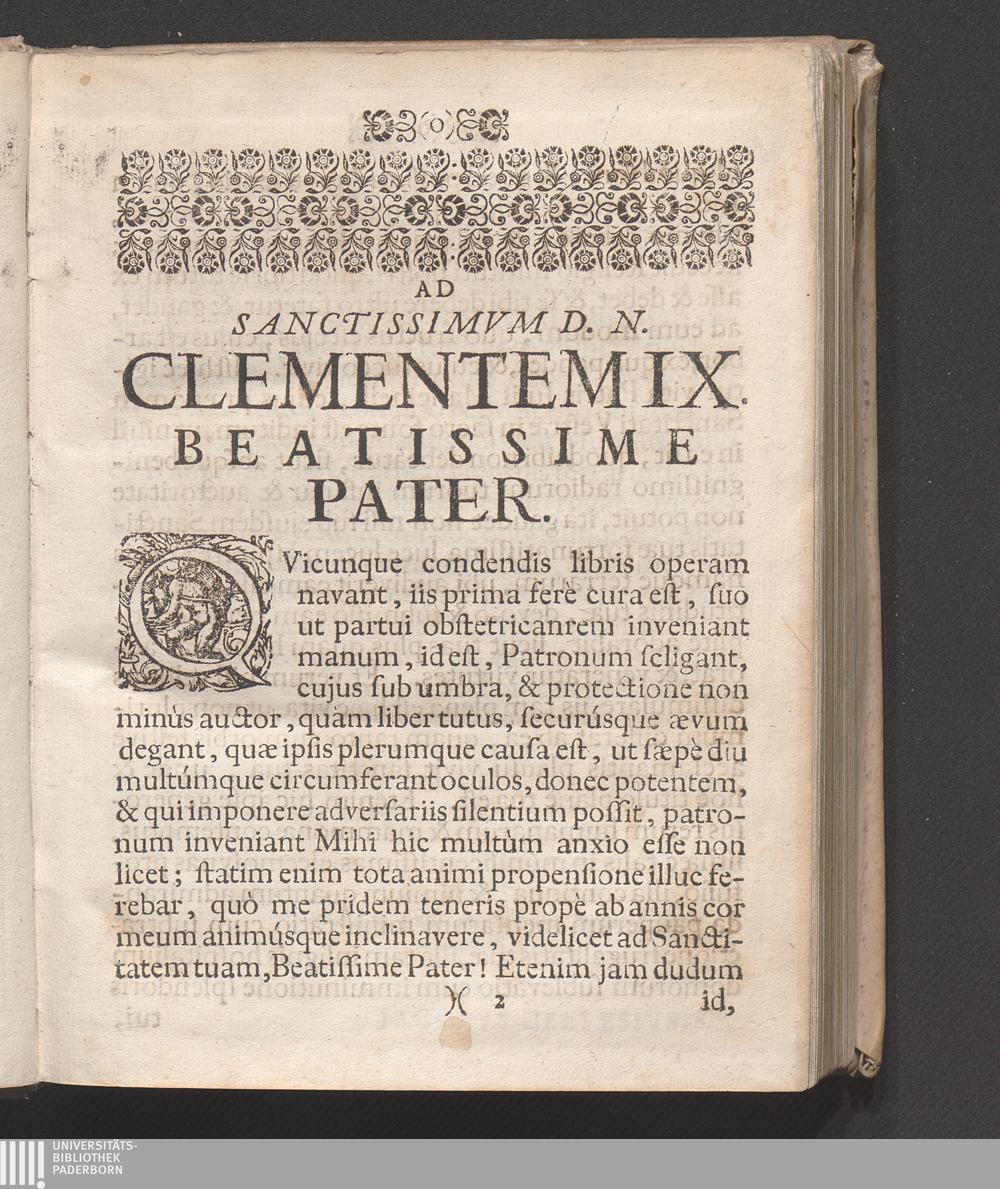 (o)
AD
SANCTISSIMVM D. N.
CLEMENTEM IX.
BEATISSIME
PATER.
QVicunque condendis libris operam
navant, iis prima ferè cura eſt, ſuo
ut partui obſtetricanrem inveniant
manum, id eſt, Patronum ſeligant,
cujus ſub umbra, & protectione non
minùs auctor, quàm liber tutus, ſecurúsque ævum
degant, quæ ipſis plerumque cauſa eſt, ut ſæpè diu
multúmque circumferant oculos, donec potentem,
& qui imponere adverſariis ſilentium poſſit, patro-
num inveniant Mihi hic multùm anxio eſſe non
licet; ſtatim enim tota animi propenſione illuc fe-
rebar, quò me pridem teneris propè ab annis cor
meum animúsque inclinavere, videlicet ad Sancti-
tatem tuam, Beatiſſime Pater! Etenim jam dudum
)( 2 id,
UNIVERSITÄTS-
BIBLIOTHEK
PADERBORN